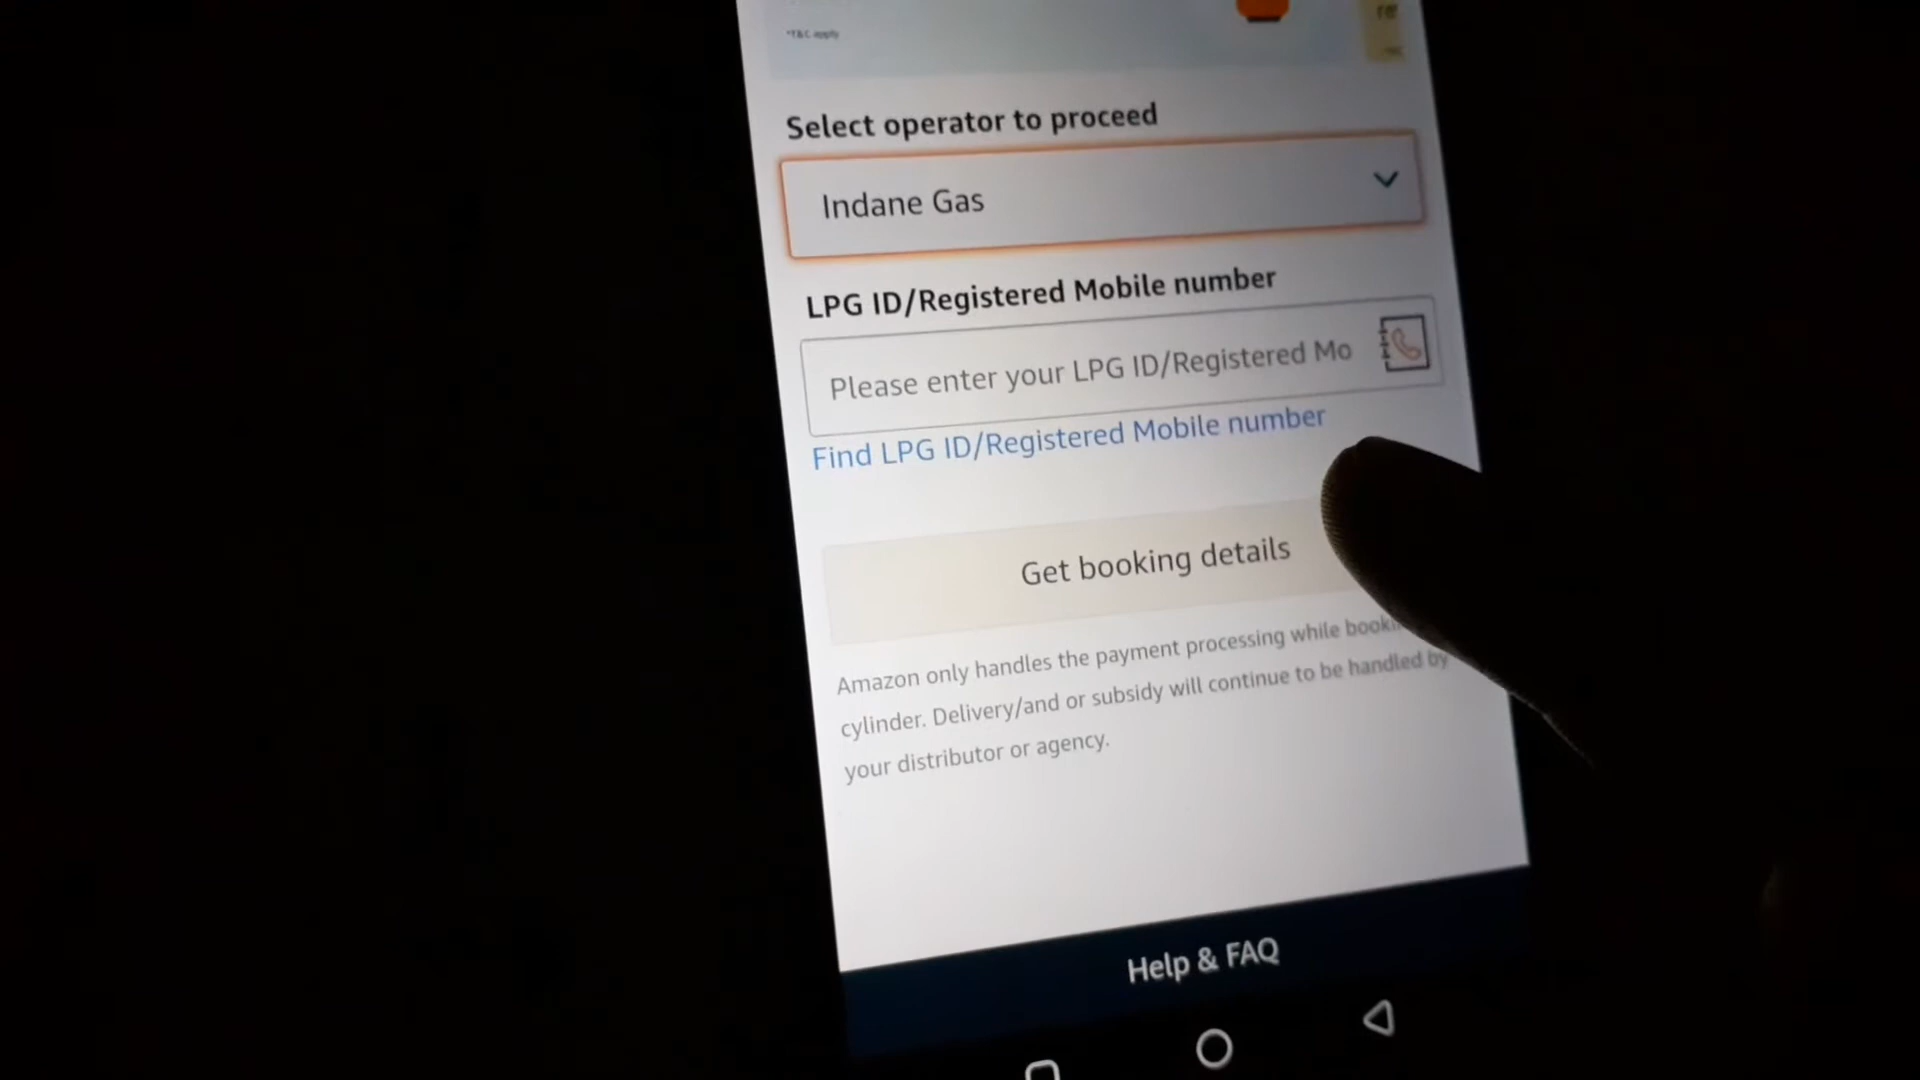 *T&C apply
Select operator to proceed
Indane Gas
LPG ID/Registered Mobile number
Please enter your LPG ID/Registered Mo
Find LPG ID/Registered Mobile number
Get booking details
Amazon only handles the payment processing while
cylinder. Delivery/and or subsidy will continue to be handled by
your distributor or agency.
Help & FAQ